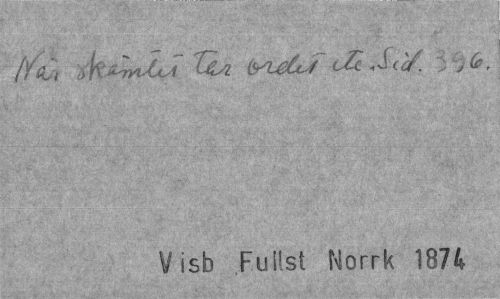 När skämtet tar ordet etc. Sid. 396.
Visb Fullst Norrk 1874